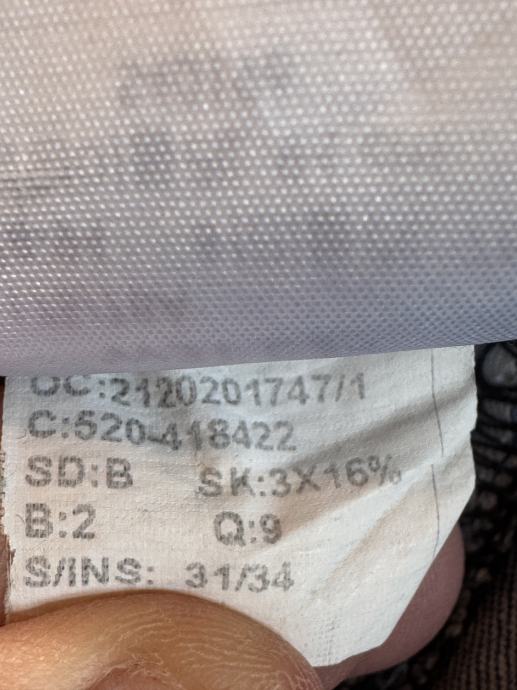 OC:2120201747/1
C:520-418422
SD:B SK:3X16%
B:2 Q:9
S/INS: 31/34